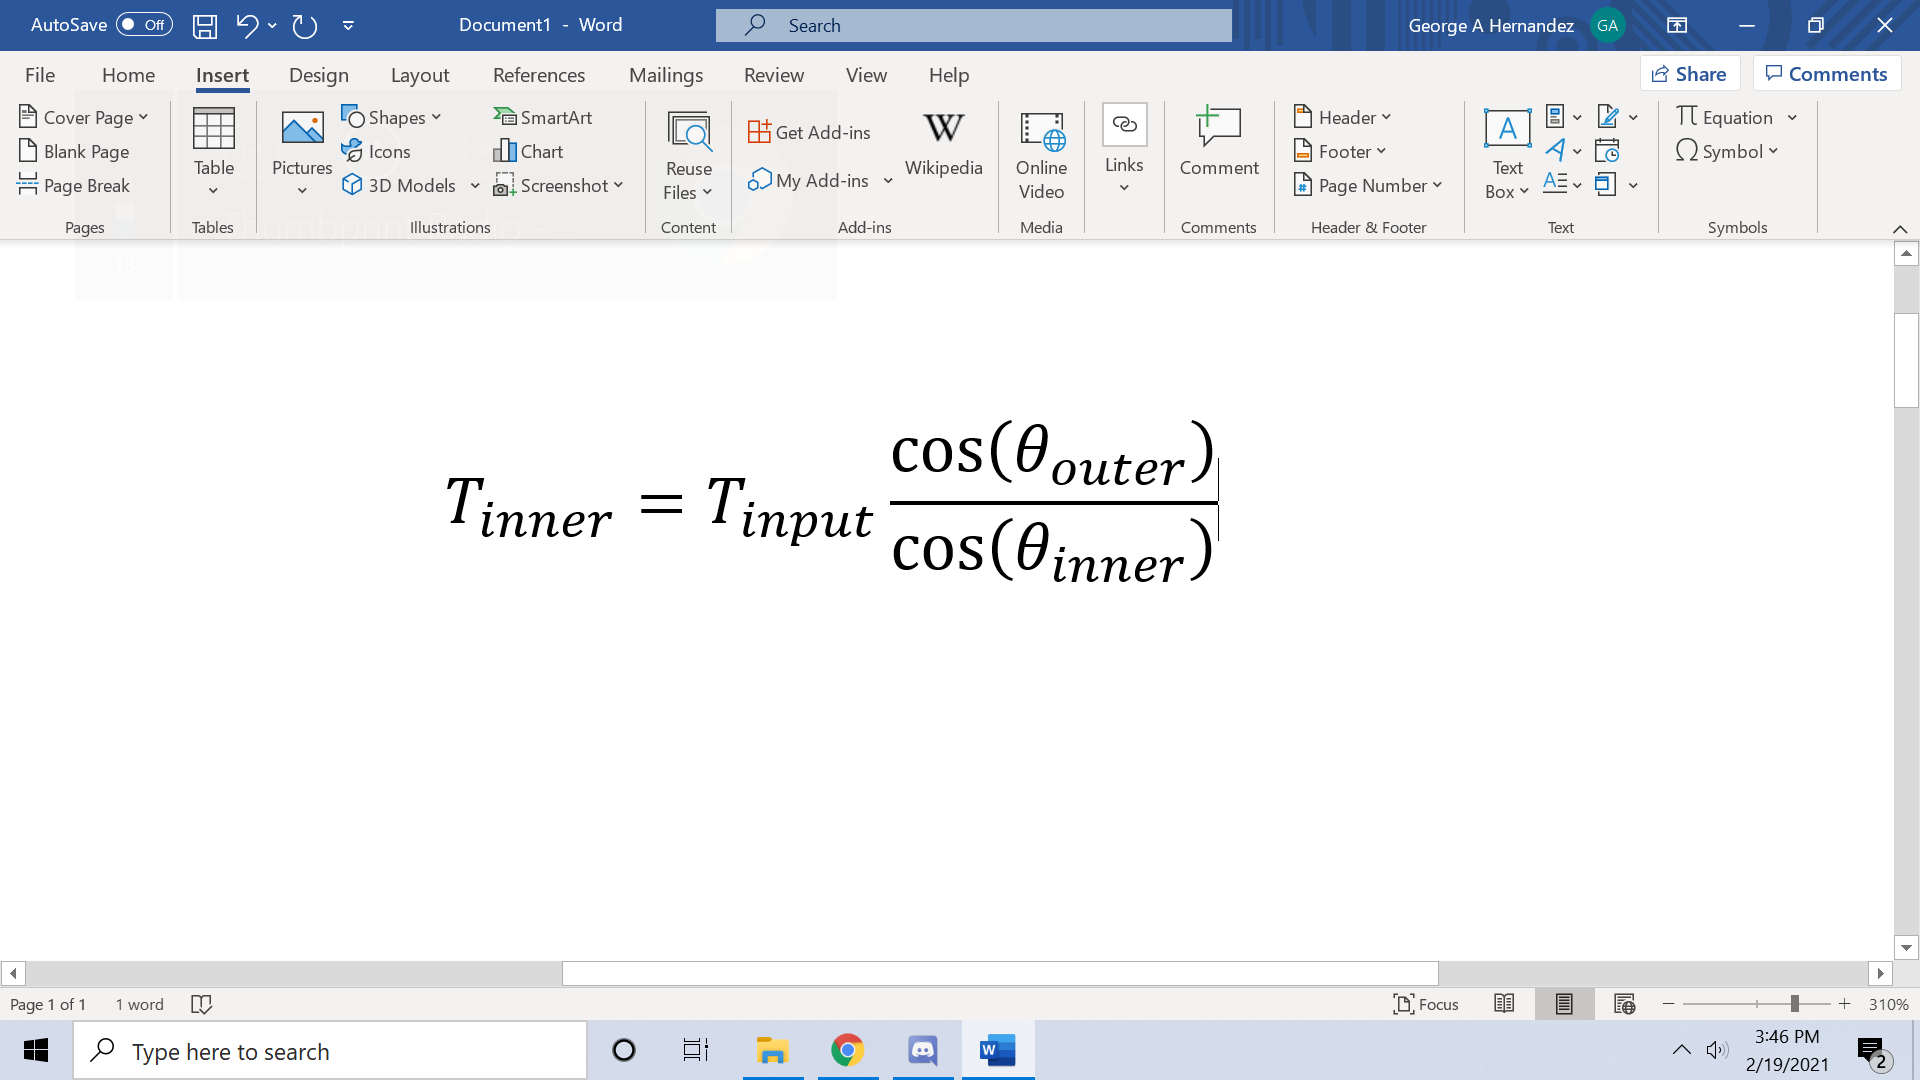 AutoSave Off Document1 - Word Search George A Hernandez GA
File Home Insert Design Layout References Mailings Review View Help Share Comments
Cover Page
Blank Page
Page Break
Pages
Table
Tables
Pictures
Shapes
Icons
3D Models
SmartArt
Chart
Screenshot
Illustrations
Reuse
Files
Content
Get Add-ins
My Add-ins
Wikipedia
Add-ins
Online
Video
Media
Links
Comment
Comments
Header
Footer
Page Number
Header & Footer
Text
Box
Text
Equation
Symbol
Symbols
T_inner = T_input cos(θ_outer) / cos(θ_inner)
Page 1 of 1 1 word Focus 310%
Type here to search
3:46 PM
2/19/2021
2